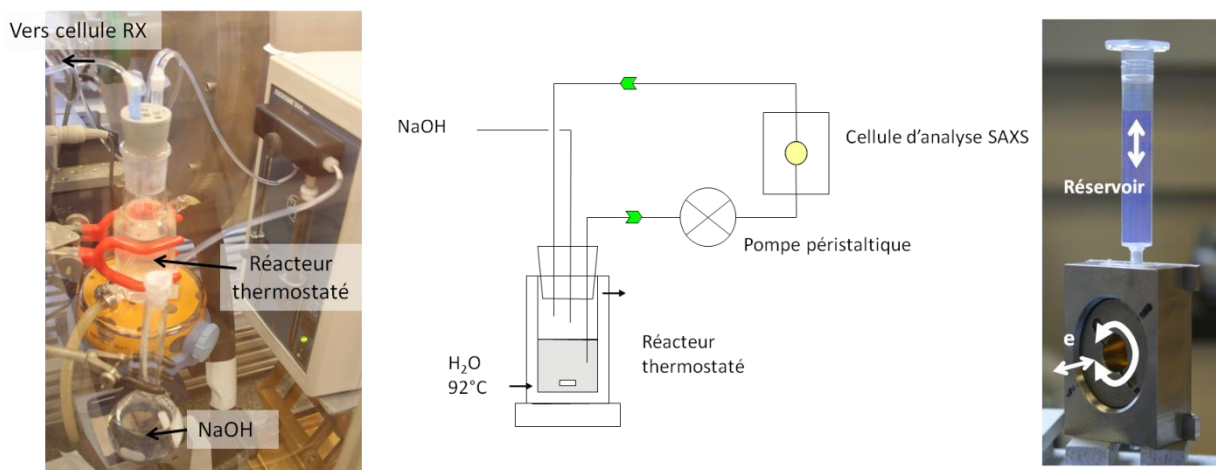 Vers cellule RX
Réacteur
thermostaté
NaOH
NaOH
Cellule d'analyse SAXS
Pompe péristaltique
Réacteur
thermostaté
H₂O
92°C
Réservoir
e